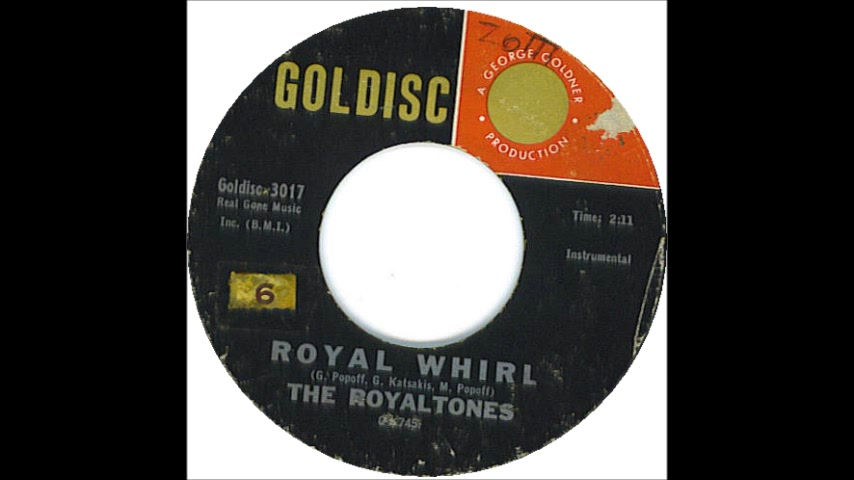 GOLDISC
A GEORGE GOLDNER
• PRODUCTION •
Goldisc-3017
Real Gone Music
Inc. (B.M.I.)
Time: 2:11
Instrumental
6
ROYAL WHIRL
(G. Popoff, G. Katsakis, M. Popoff)
THE ROYALTONES